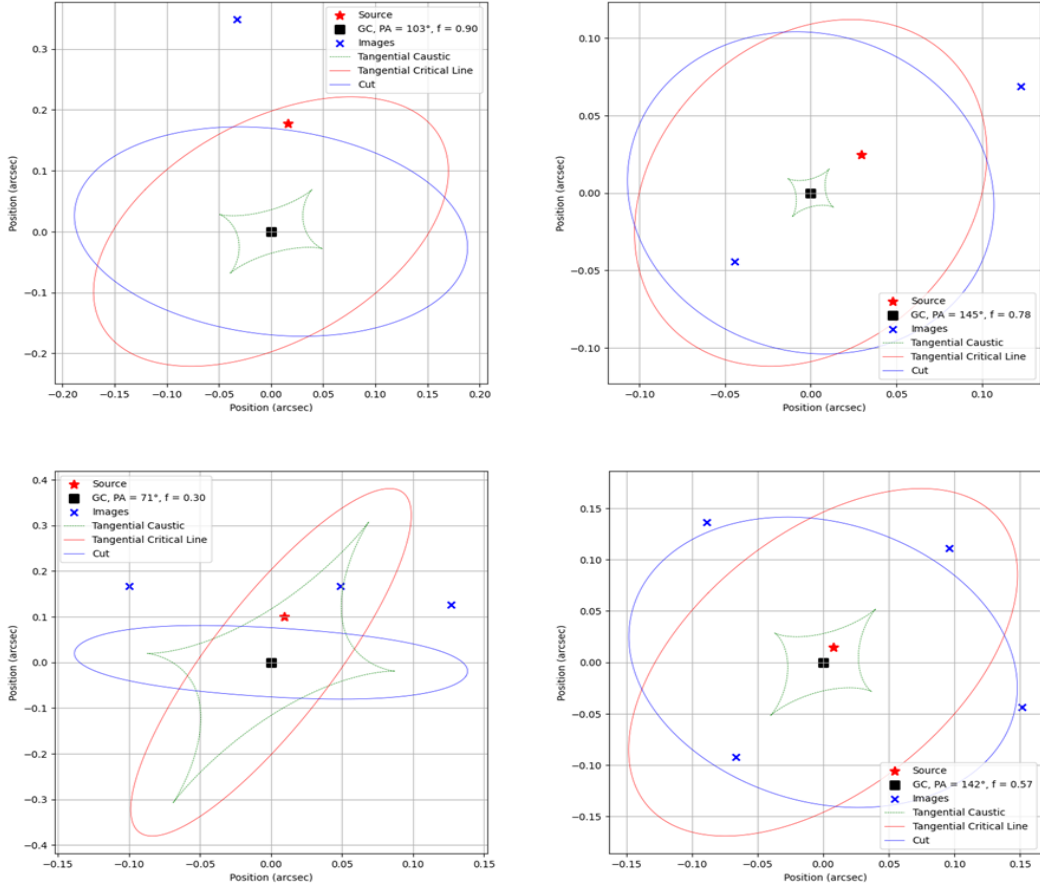 Source
GC, PA = 103°, f = 0.90
Images
Tangential Caustic
Tangential Critical Line
Cut
Position (arcsec)
0.3
0.2
0.1
0.0
−0.1
−0.2
−0.20
−0.15
−0.10
−0.05
0.00
0.05
0.10
0.15
0.20
Position (arcsec)
Position (arcsec)
0.10
0.05
0.00
−0.05
−0.10
Source
GC, PA = 145°, f = 0.78
Images
Tangential Caustic
Tangential Critical Line
Cut
−0.10
−0.05
0.00
0.05
0.10
Position (arcsec)
Source
GC, PA = 71°, f = 0.30
Images
Tangential Caustic
Tangential Critical Line
Cut
Position (arcsec)
0.4
0.3
0.2
0.1
0.0
−0.1
−0.2
−0.3
−0.4
−0.15
−0.10
−0.05
0.00
0.05
0.10
0.15
Position (arcsec)
Position (arcsec)
0.15
0.10
0.05
0.00
−0.05
−0.10
−0.15
Source
GC, PA = 142°, f = 0.57
Images
Tangential Caustic
Tangential Critical Line
Cut
−0.15
−0.10
−0.05
0.00
0.05
0.10
0.15
Position (arcsec)